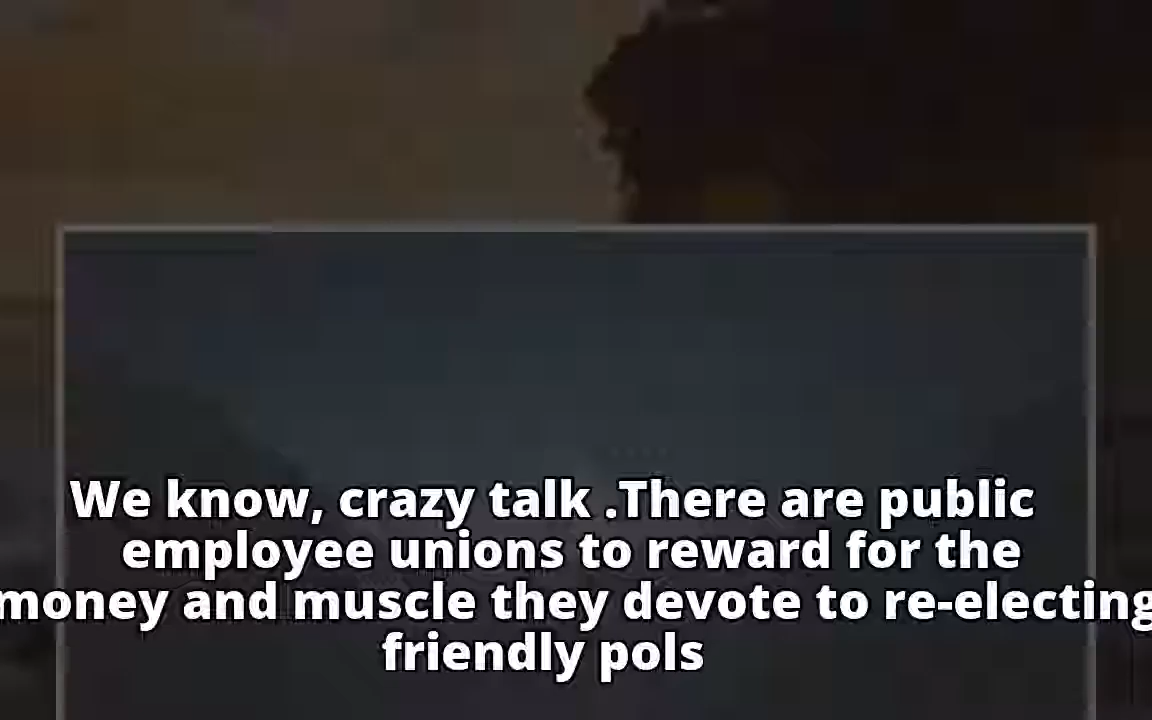 We know, crazy talk .There are public
employee unions to reward for the
money and muscle they devote to re-electing
friendly pols